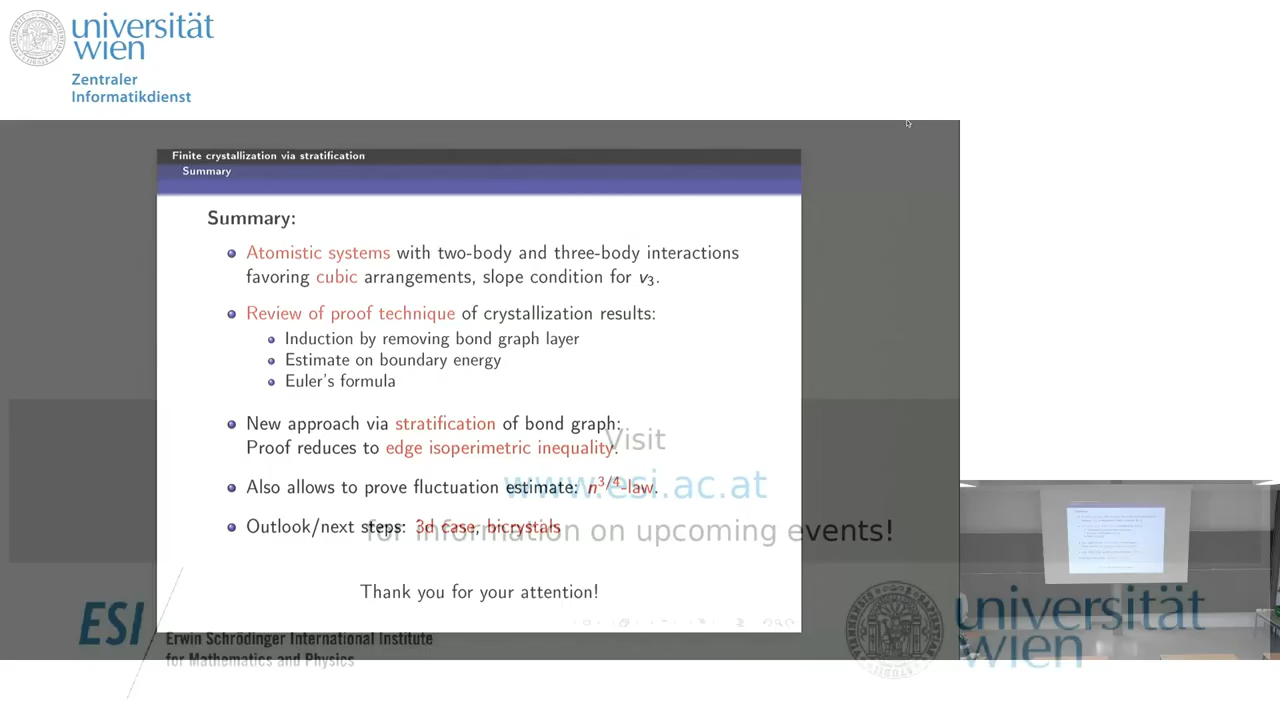 universität
wien
Zentraler
Informatikdienst
Finite crystallization via stratification
Summary
Summary:
Atomistic systems with two-body and three-body interactions
favoring cubic arrangements, slope condition for v₃.
Review of proof technique of crystallization results:
Induction by removing bond graph layer
Estimate on boundary energy
Euler's formula
New approach via stratification of bond graph:
Proof reduces to edge isoperimetric inequality.
Also allows to prove fluctuation estimate: n³/⁴-law.
Outlook/next steps: 3d case, bicrystals
Thank you for your attention!
Visit
www.esi.ac.at
for information on upcoming events!
ESI
Erwin Schrödinger International Institute
for Mathematics and Physics
universität
wien